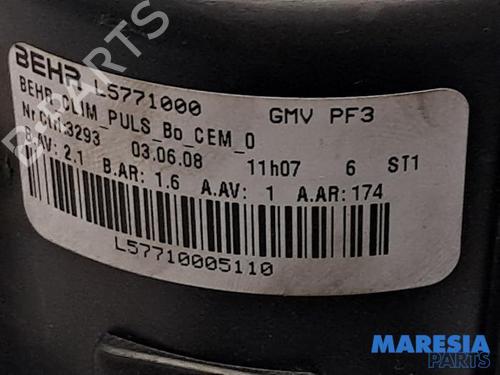 BEHR L5771000 GMV PF3
BEHR_CLIM_PULS_Bo_CEM_0
Nr Cli: 3293 03.06.08 11h07 6 ST1
B.AV: 2.1 B.AR: 1.6 A.AV: 1 A.AR: 174
L57710005110
MARESIA
PARTS